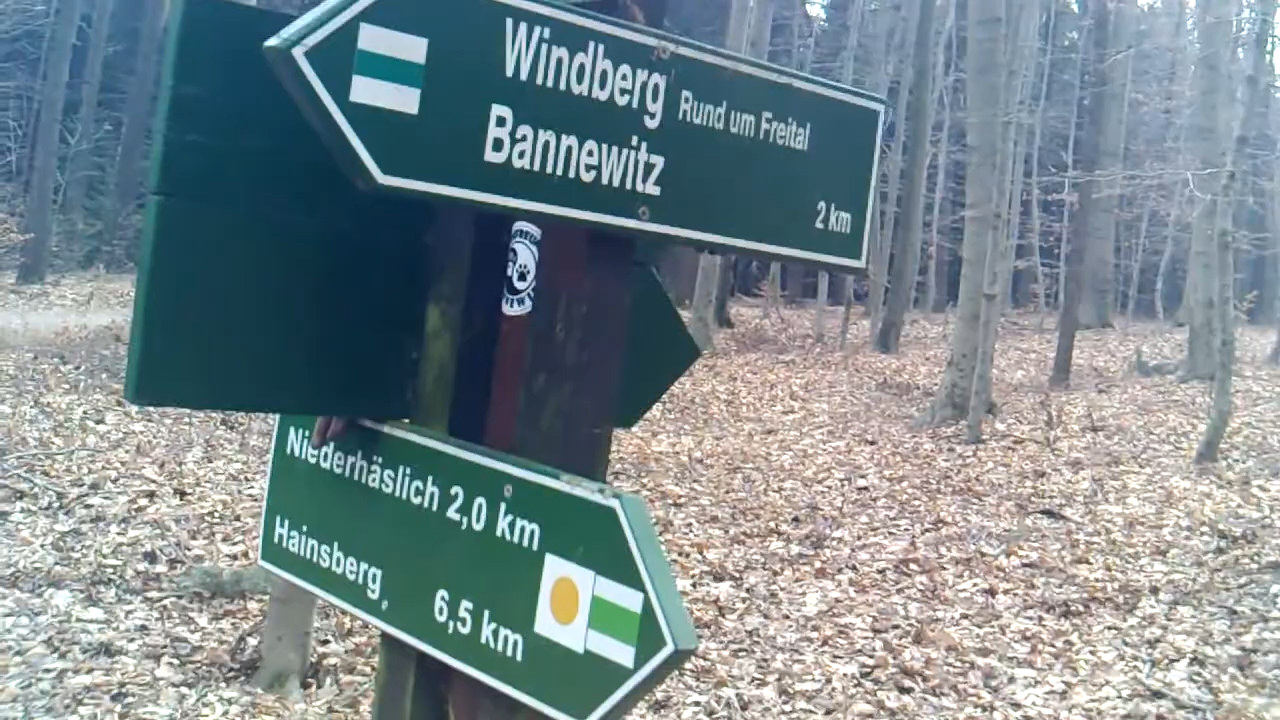 Windberg Rund um Freital
Bannewitz
2 km
Niederhäslich 2,0 km
Hainsberg 6,5 km